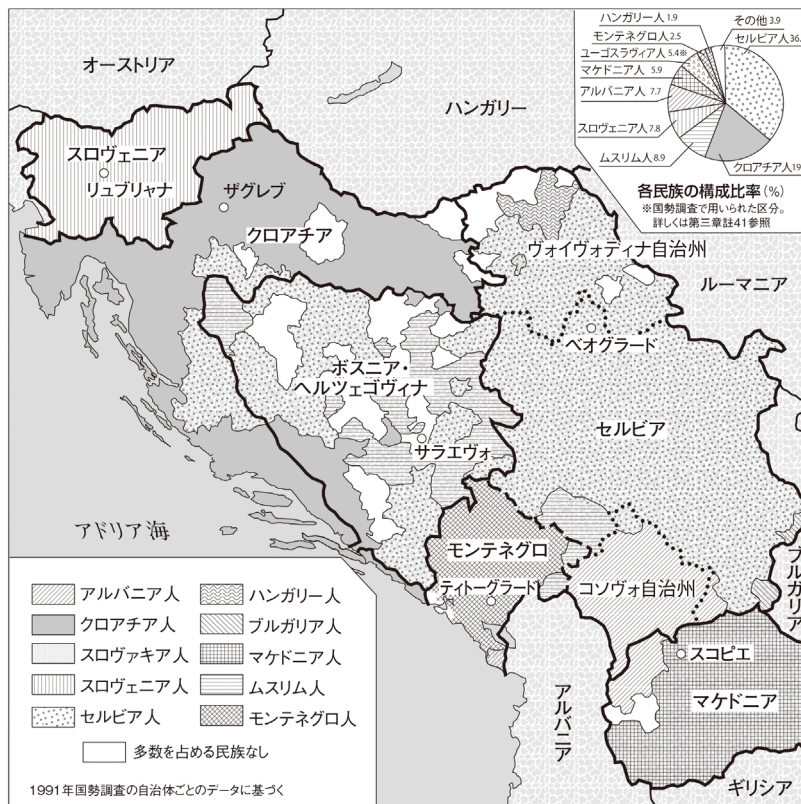 ハンガリー人 1.9
その他 3.9
モンテネグロ人 2.5
セルビア人 36.
ユーゴスラヴィア人 5.4※
マケドニア人 5.9
アルバニア人 7.7
スロヴェニア人 7.8
ムスリム人 8.9
クロアチア人 19
各民族の構成比率(%)
※国勢調査で用いられた区分。
詳しくは第三章註41参照
オーストリア
ハンガリー
スロヴェニア
リュブリャナ
ザグレブ
クロアチア
ヴォイヴォディナ自治州
ルーマニア
ベオグラード
ボスニア・
ヘルツェゴヴィナ
セルビア
サラエヴォ
アドリア海
モンテネグロ
ティトーグラード
コソヴォ自治州
ブルガリア
スコピエ
マケドニア
アルバニア
ギリシア
アルバニア人
ハンガリー人
クロアチア人
ブルガリア人
スロヴァキア人
マケドニア人
スロヴェニア人
ムスリム人
セルビア人
モンテネグロ人
多数を占める民族なし
1991年国勢調査の自治体ごとのデータに基づく